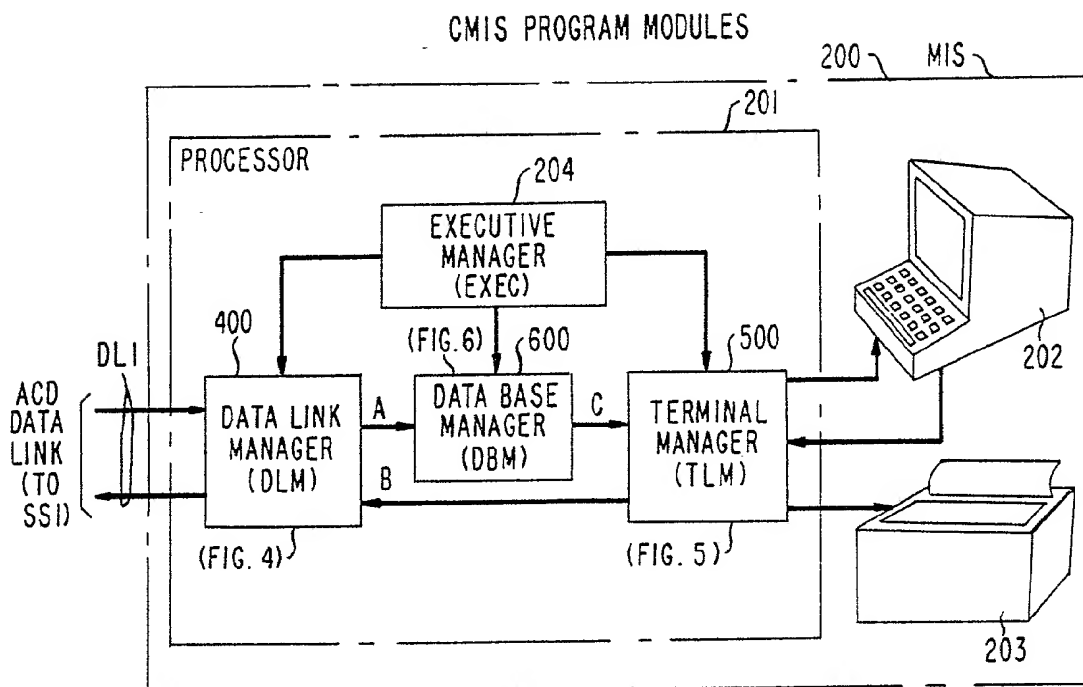 CMIS PROGRAM MODULES
200 MIS
201
PROCESSOR
204
EXECUTIVE
MANAGER
(EXEC)
202
400
(FIG.6) 600
500
DL1
ACD
DATA
LINK
(TO
SSI)
DATA LINK
MANAGER
(DLM)
A
DATA BASE
MANAGER
(DBM)
C
TERMINAL
MANAGER
(TLM)
B
(FIG. 4)
(FIG. 5)
203